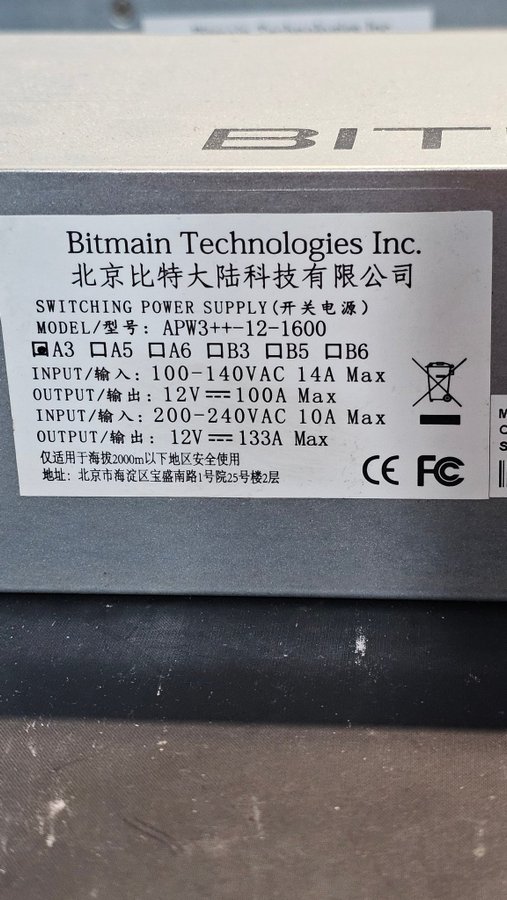 BIT
Bitmain Technologies Inc.
北京比特大陆科技有限公司
SWITCHING POWER SUPPLY(开关电源)
MODEL/型号: APW3++-12-1600
A3 □A5 □A6 □B3 □B5 □B6
INPUT/输入: 100-140VAC 14A Max
OUTPUT/输出: 12V⎓100A Max
INPUT/输入: 200-240VAC 10A Max
OUTPUT/输出: 12V⎓133A Max
仅适用于海拔2000m以下地区安全使用
地址: 北京市海淀区宝盛南路1号院25号楼2层
CE FC